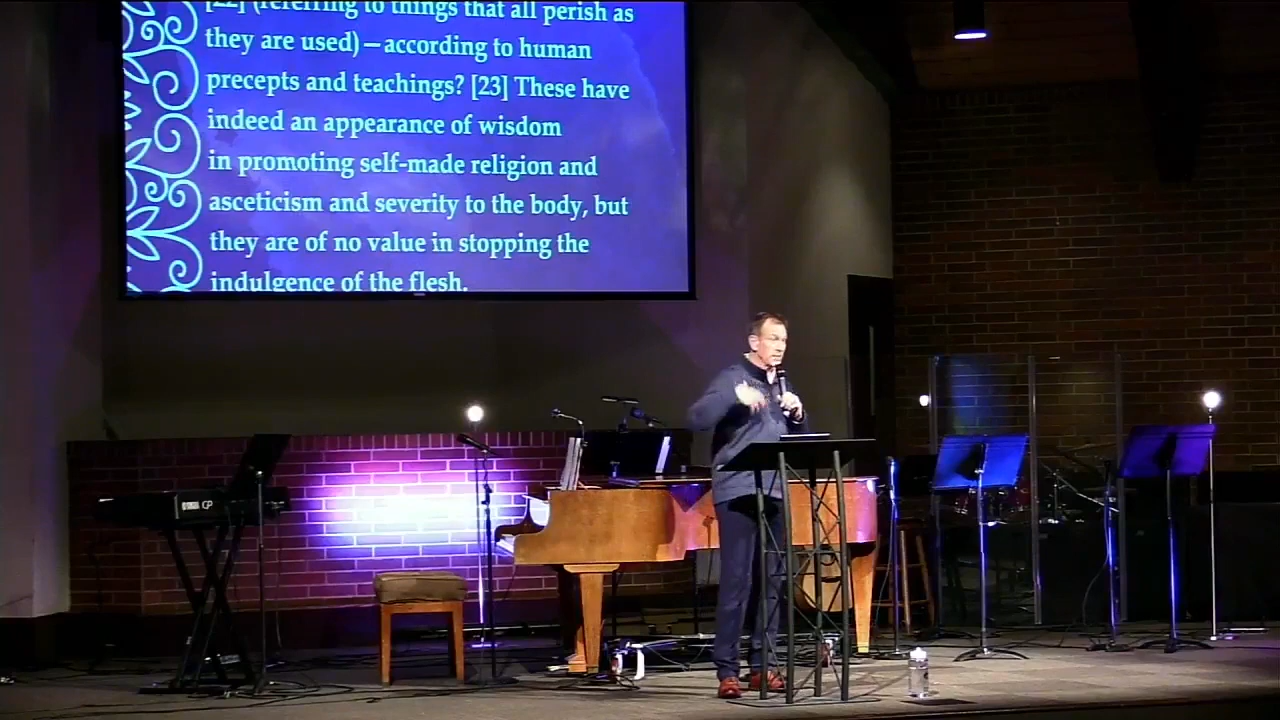 [22] (referring to things that all perish as
they are used)—according to human
precepts and teachings? [23] These have
indeed an appearance of wisdom
in promoting self-made religion and
asceticism and severity to the body, but
they are of no value in stopping the
indulgence of the flesh.
CP